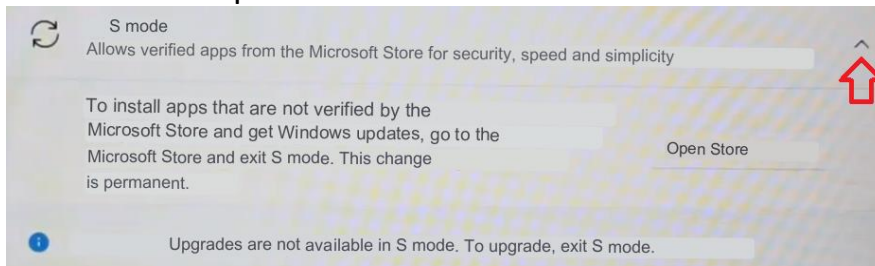 S mode
Allows verified apps from the Microsoft Store for security, speed and simplicity
To install apps that are not verified by the
Microsoft Store and get Windows updates, go to the
Microsoft Store and exit S mode. This change
is permanent.
Open Store
Upgrades are not available in S mode. To upgrade, exit S mode.